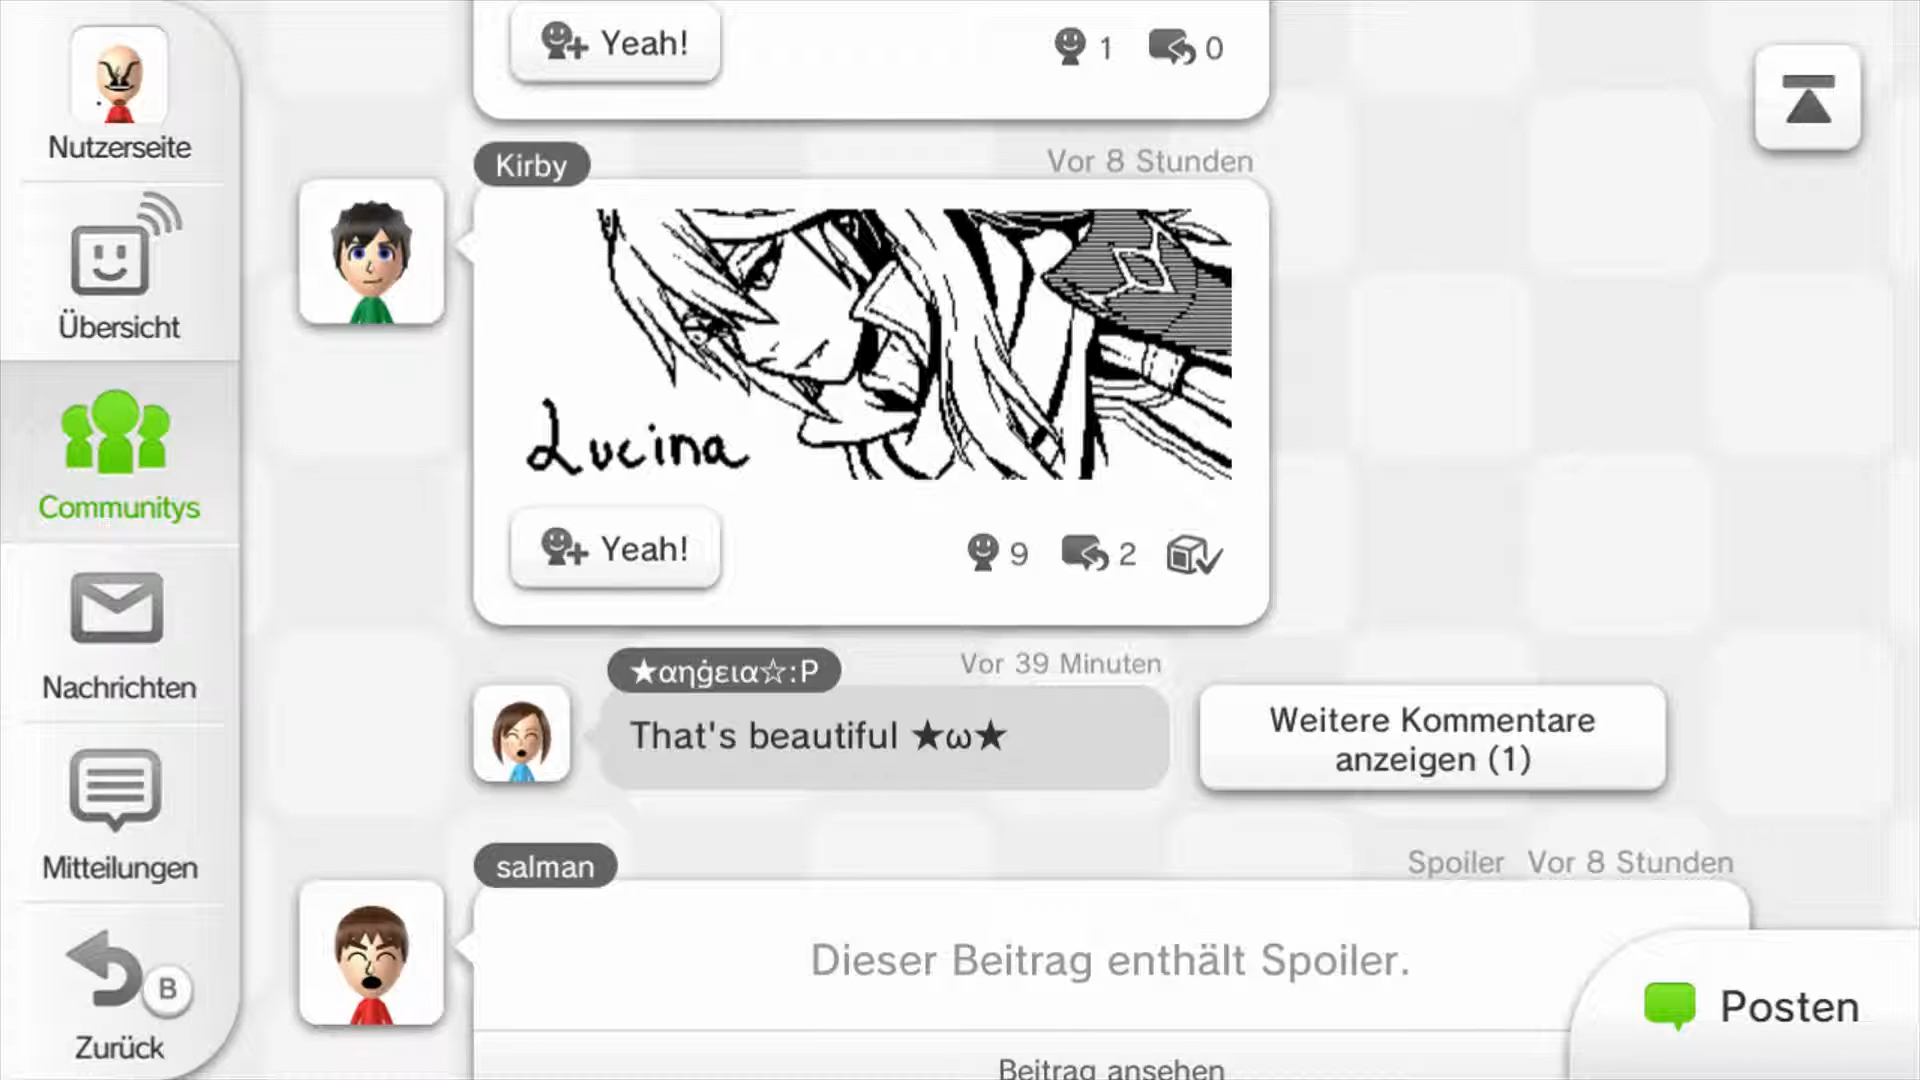 Nutzerseite
Übersicht
Communitys
Nachrichten
Mitteilungen
B
Zurück
Yeah!
1
0
Kirby
Vor 8 Stunden
Lucina
Yeah!
9
2
★αηġεια☆:P
Vor 39 Minuten
That's beautiful ★ω★
Weitere Kommentare
anzeigen (1)
salman
Spoiler Vor 8 Stunden
Dieser Beitrag enthält Spoiler.
Beitrag ansehen
Posten